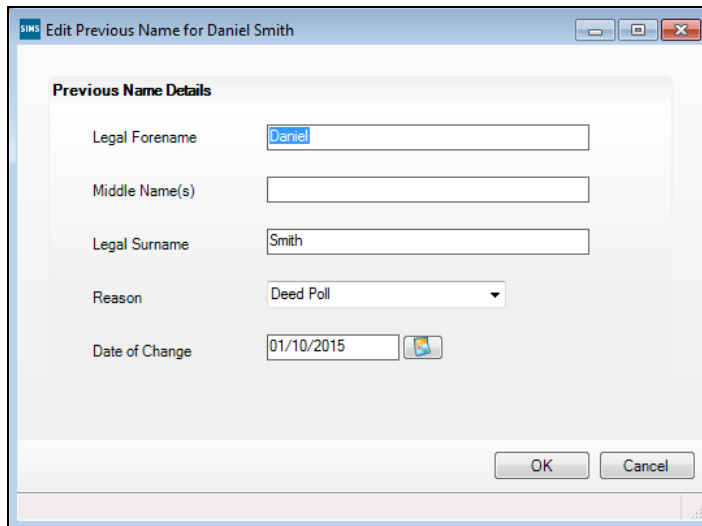 SIMS Edit Previous Name for Daniel Smith
Previous Name Details
Legal Forename Daniel
Middle Name(s)
Legal Surname Smith
Reason Deed Poll
Date of Change 01/10/2015
OK Cancel